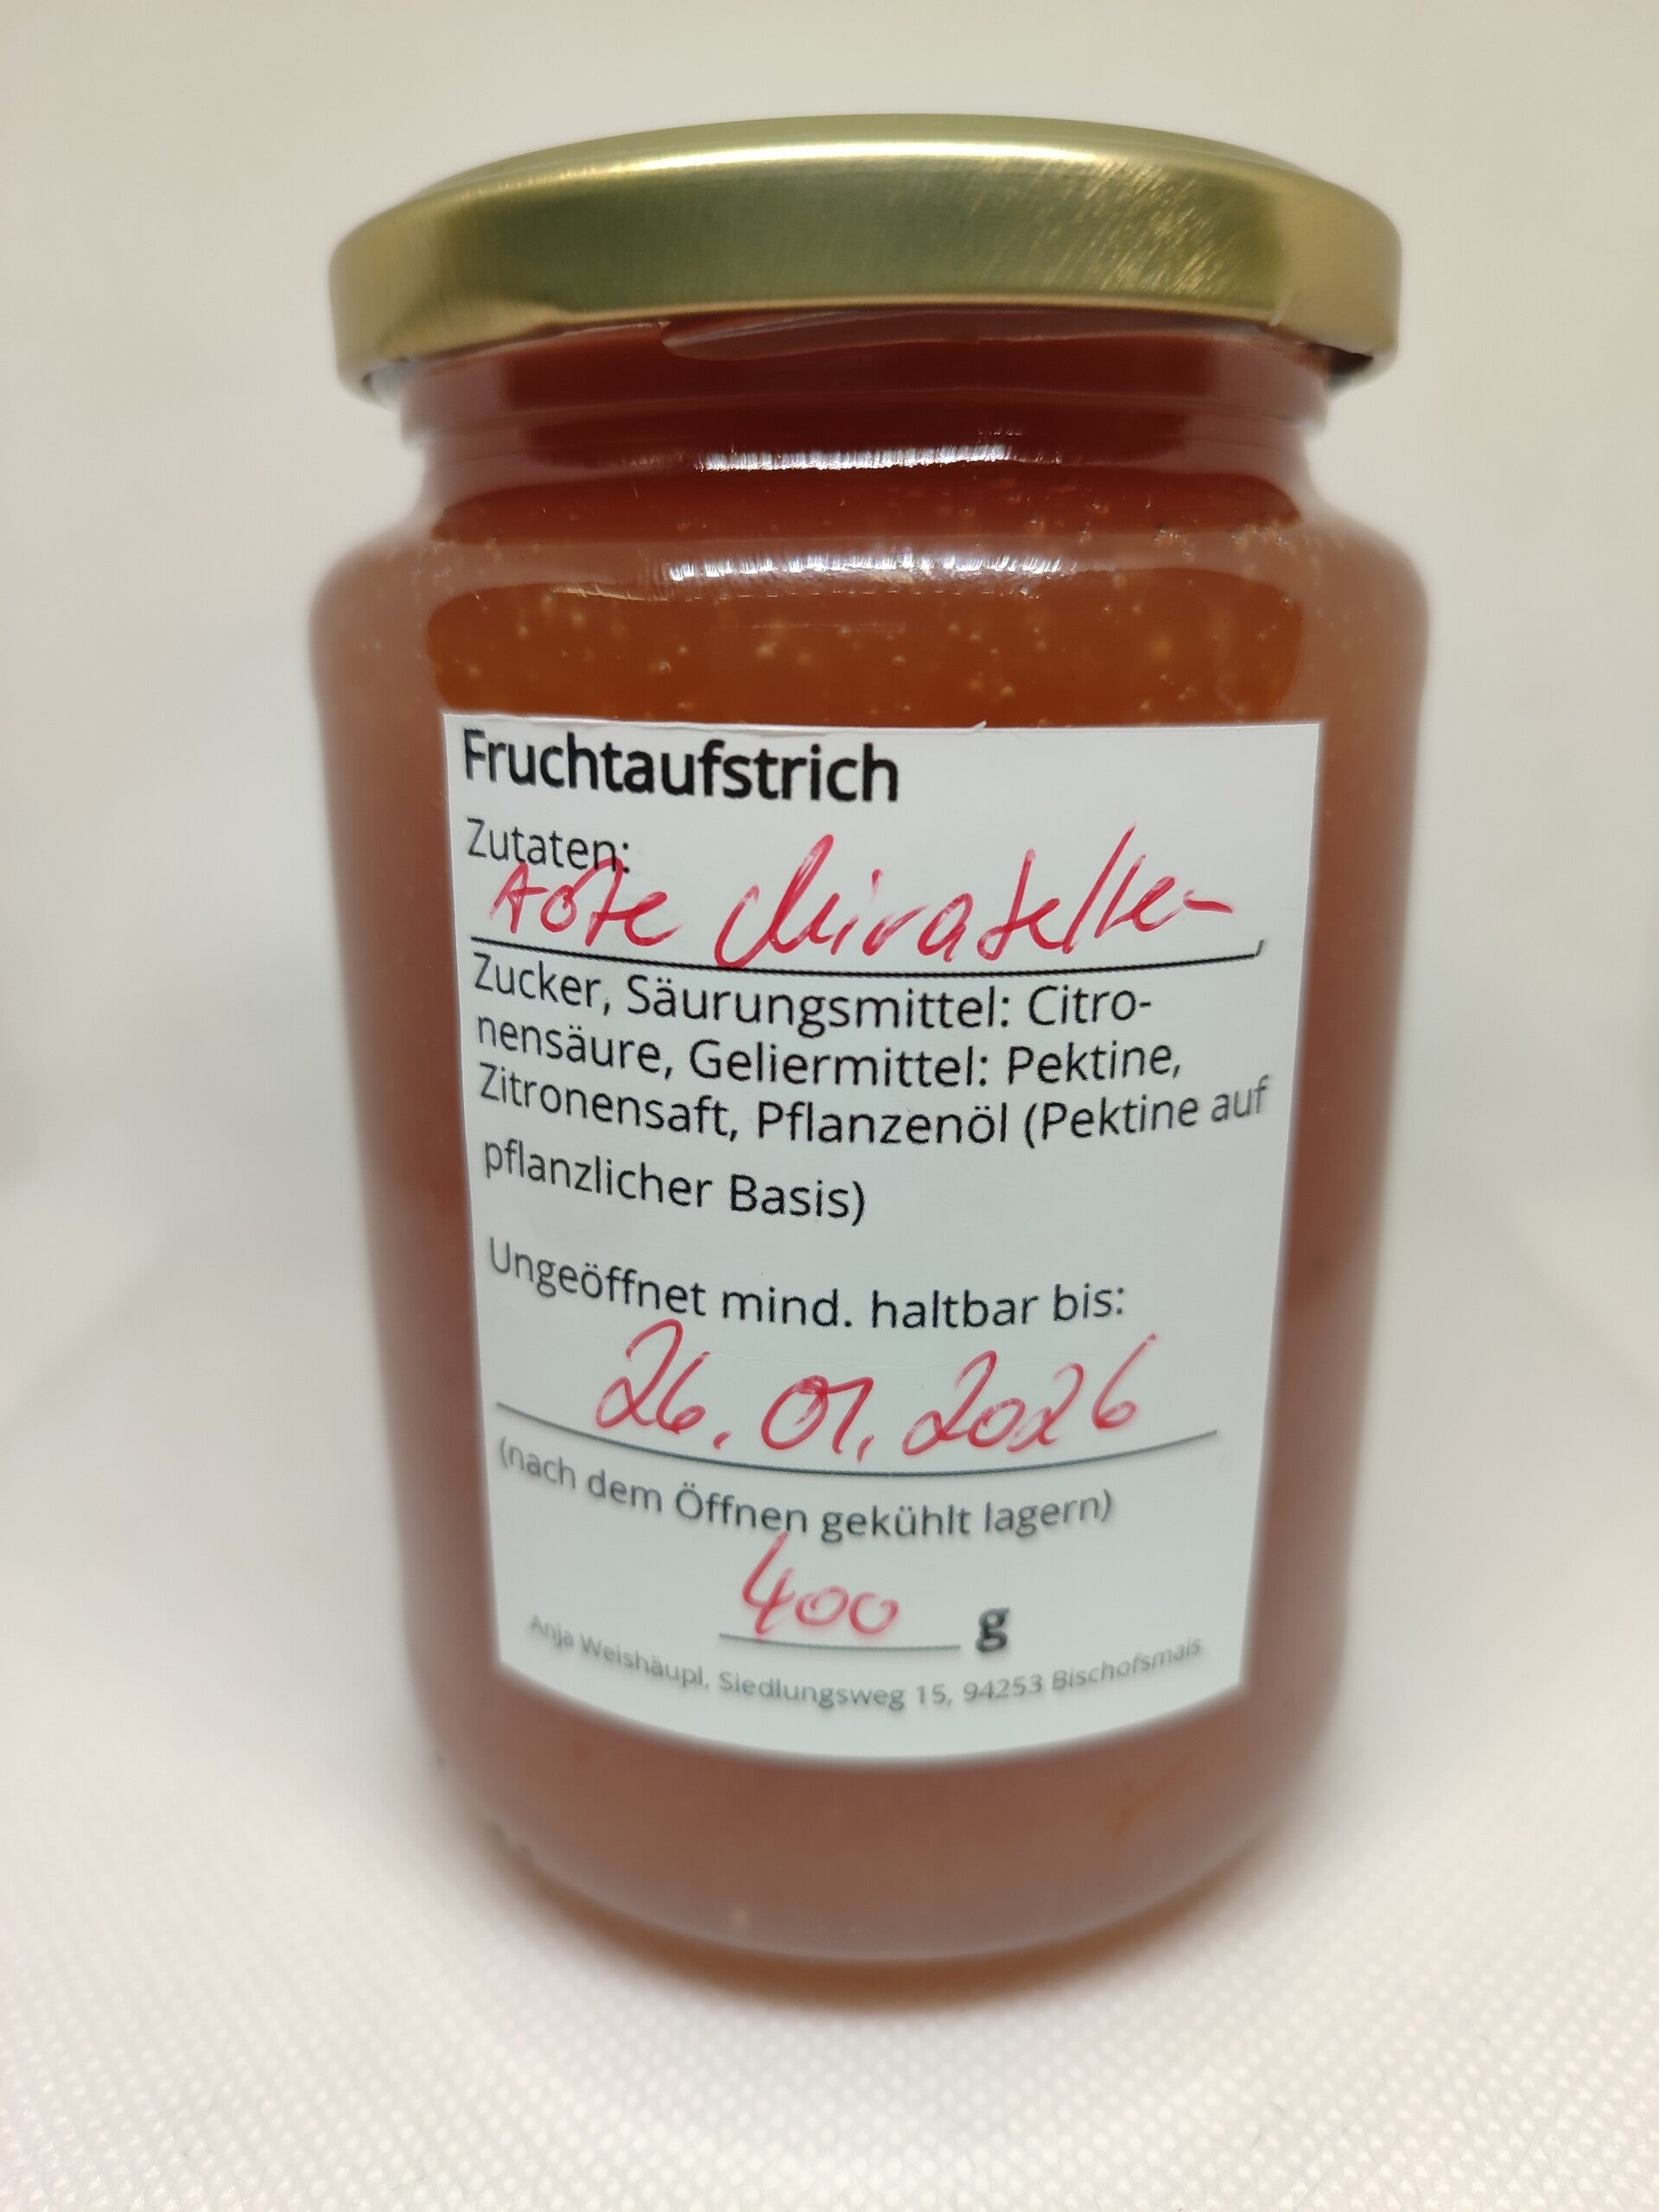 Fruchtaufstrich
Zutaten:
rote Mirabellen
,
Zucker, Säurungsmittel: Citro-
nensäure, Geliermittel: Pektine,
Zitronensaft, Pflanzenöl (Pektine auf
pflanzlicher Basis)
Ungeöffnet mind. haltbar bis:
26.01.2026
(nach dem Öffnen gekühlt lagern)
400 g
Anja Weishäupl, Siedlungsweg 15, 94253 Bischofsmais